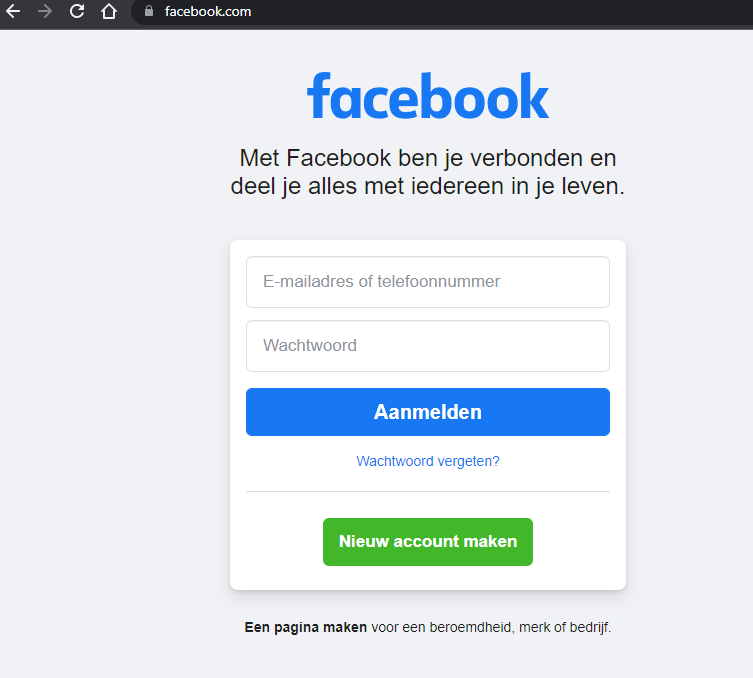 facebook.com
facebook
Met Facebook ben je verbonden en
deel je alles met iedereen in je leven.
E-mailadres of telefoonnummer
Wachtwoord
Aanmelden
Wachtwoord vergeten?
Nieuw account maken
Een pagina maken voor een beroemdheid, merk of bedrijf.